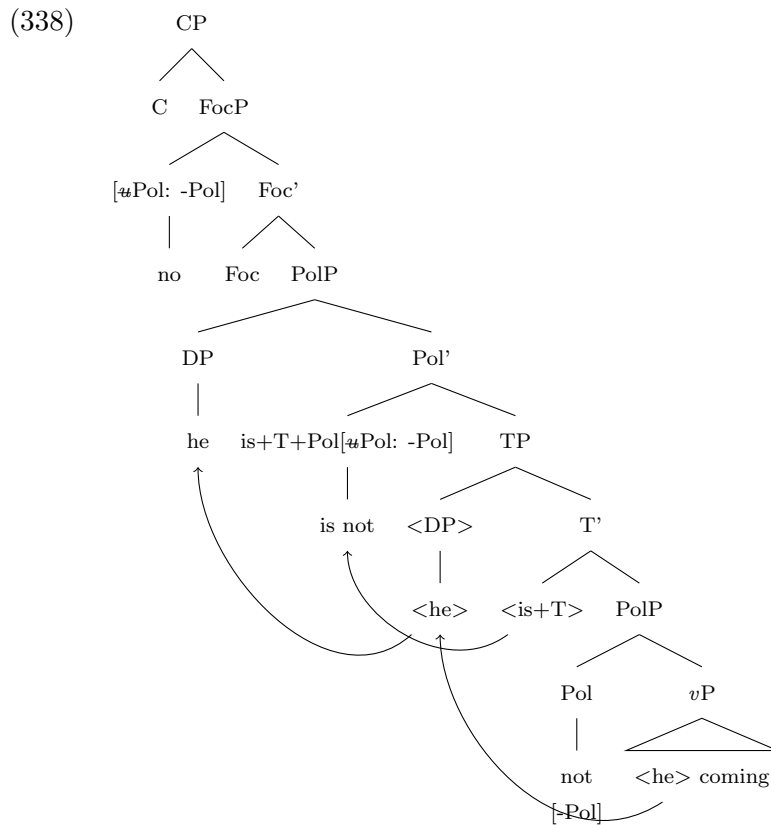 (338)
CP
C FocP
[uPol: -Pol] Foc'
no Foc PolP
DP Pol'
he is+T+Pol[uPol: -Pol] TP
is not <DP> T'
<he> <is+T> PolP
Pol vP
not <he> coming
[-Pol]